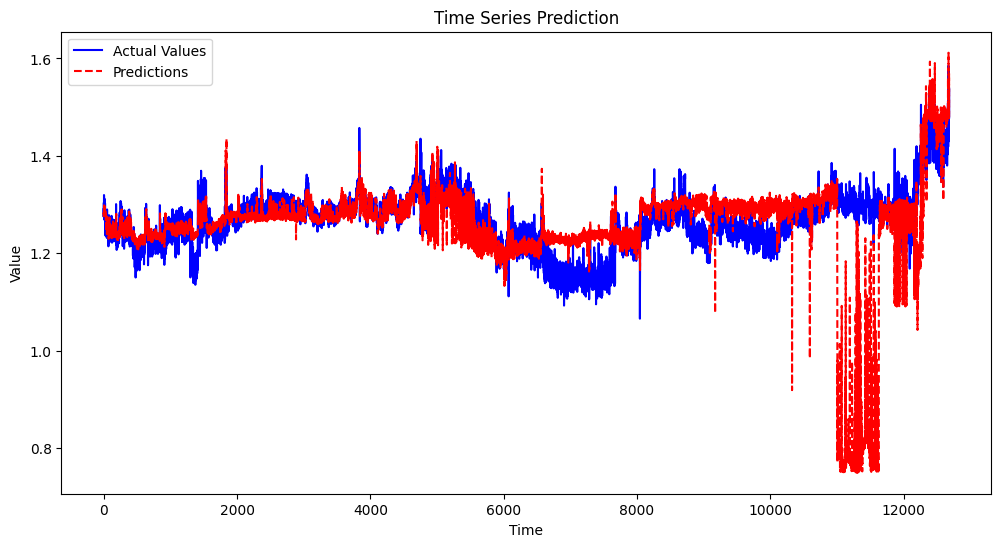 Time Series Prediction
Actual Values
Predictions
1.6
1.4
1.2
1.0
0.8
Value
0 2000 4000 6000 8000 10000 12000
Time